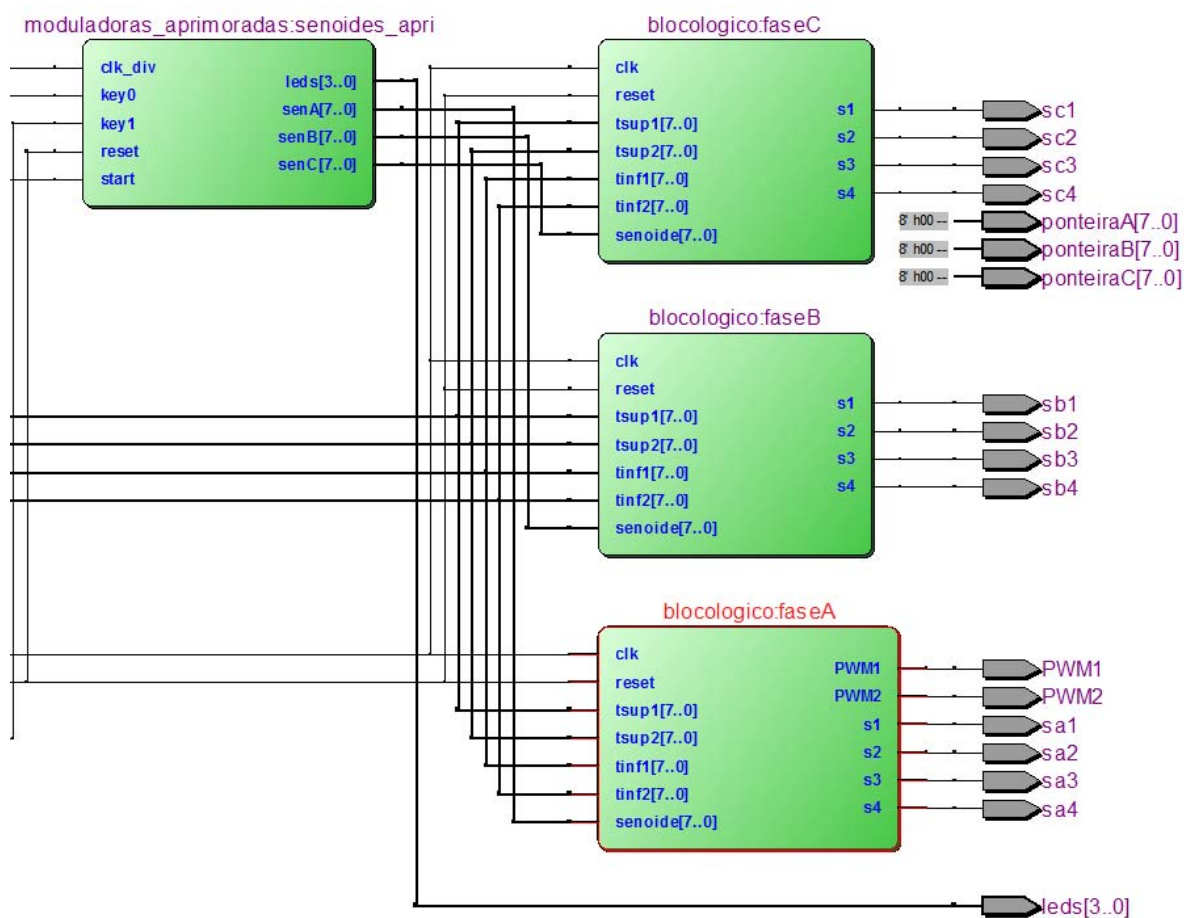 moduladoras_aprimoradas:senoides_apri
clk_div
key0
key1
reset
start
leds[3..0]
senA[7..0]
senB[7..0]
senC[7..0]
blocologico:faseC
clk
reset
tsup1[7..0]
tsup2[7..0]
tinf1[7..0]
tinf2[7..0]
senoide[7..0]
s1
s2
s3
s4
sc1
sc2
sc3
sc4
8' h00 -- ponteiraA[7..0]
8' h00 -- ponteiraB[7..0]
8' h00 -- ponteiraC[7..0]
blocologico:faseB
clk
reset
tsup1[7..0]
tsup2[7..0]
tinf1[7..0]
tinf2[7..0]
senoide[7..0]
s1
s2
s3
s4
sb1
sb2
sb3
sb4
blocologico:faseA
clk
reset
tsup1[7..0]
tsup2[7..0]
tinf1[7..0]
tinf2[7..0]
senoide[7..0]
PWM1
PWM2
s1
s2
s3
s4
PWM1
PWM2
sa1
sa2
sa3
sa4
leds[3..0]